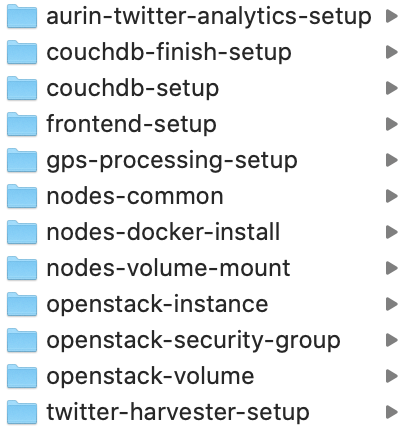 aurin-twitter-analytics-setup
couchdb-finish-setup
couchdb-setup
frontend-setup
gps-processing-setup
nodes-common
nodes-docker-install
nodes-volume-mount
openstack-instance
openstack-security-group
openstack-volume
twitter-harvester-setup